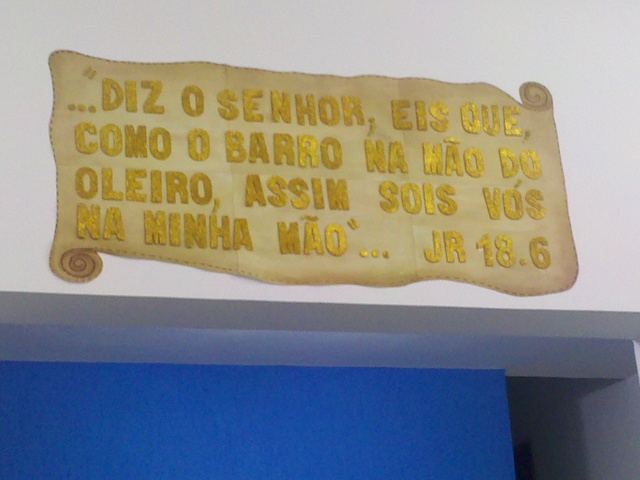 "...DIZ O SENHOR, EIS QUE,
COMO O BARRO NA MÃO DO
OLEIRO, ASSIM SOIS VÓS
NA MINHA MÃO"... JR 18.6